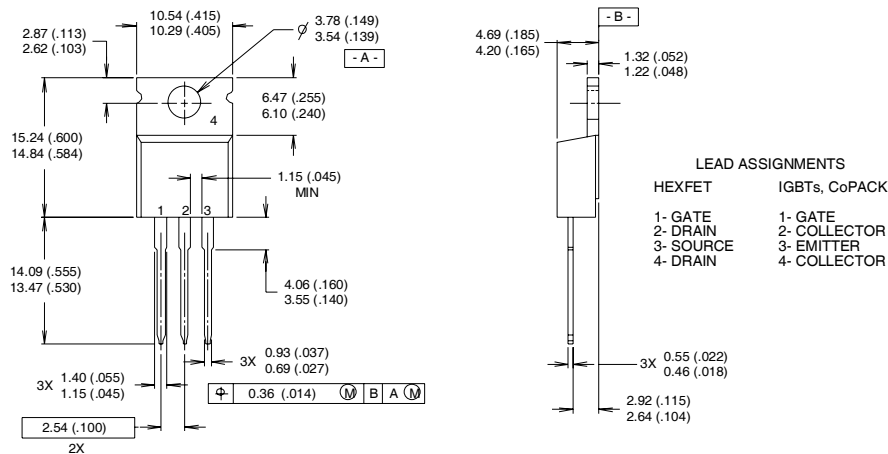 10.54 (.415)
10.29 (.405)
2.87 (.113)
2.62 (.103)
3.78 (.149)
3.54 (.139)
- A -
4
6.47 (.255)
6.10 (.240)
15.24 (.600)
14.84 (.584)
1.15 (.045)
MIN
1 2 3
14.09 (.555)
13.47 (.530)
4.06 (.160)
3.55 (.140)
3X 0.93 (.037)
0.69 (.027)
3X 1.40 (.055)
1.15 (.045)
0.36 (.014) Ⓜ B A Ⓜ
2.54 (.100)
2X
- B -
4.69 (.185)
4.20 (.165)
1.32 (.052)
1.22 (.048)
3X 0.55 (.022)
0.46 (.018)
2.92 (.115)
2.64 (.104)
LEAD ASSIGNMENTS
HEXFET IGBTs, CoPACK
1- GATE 1- GATE
2- DRAIN 2- COLLECTOR
3- SOURCE 3- EMITTER
4- DRAIN 4- COLLECTOR